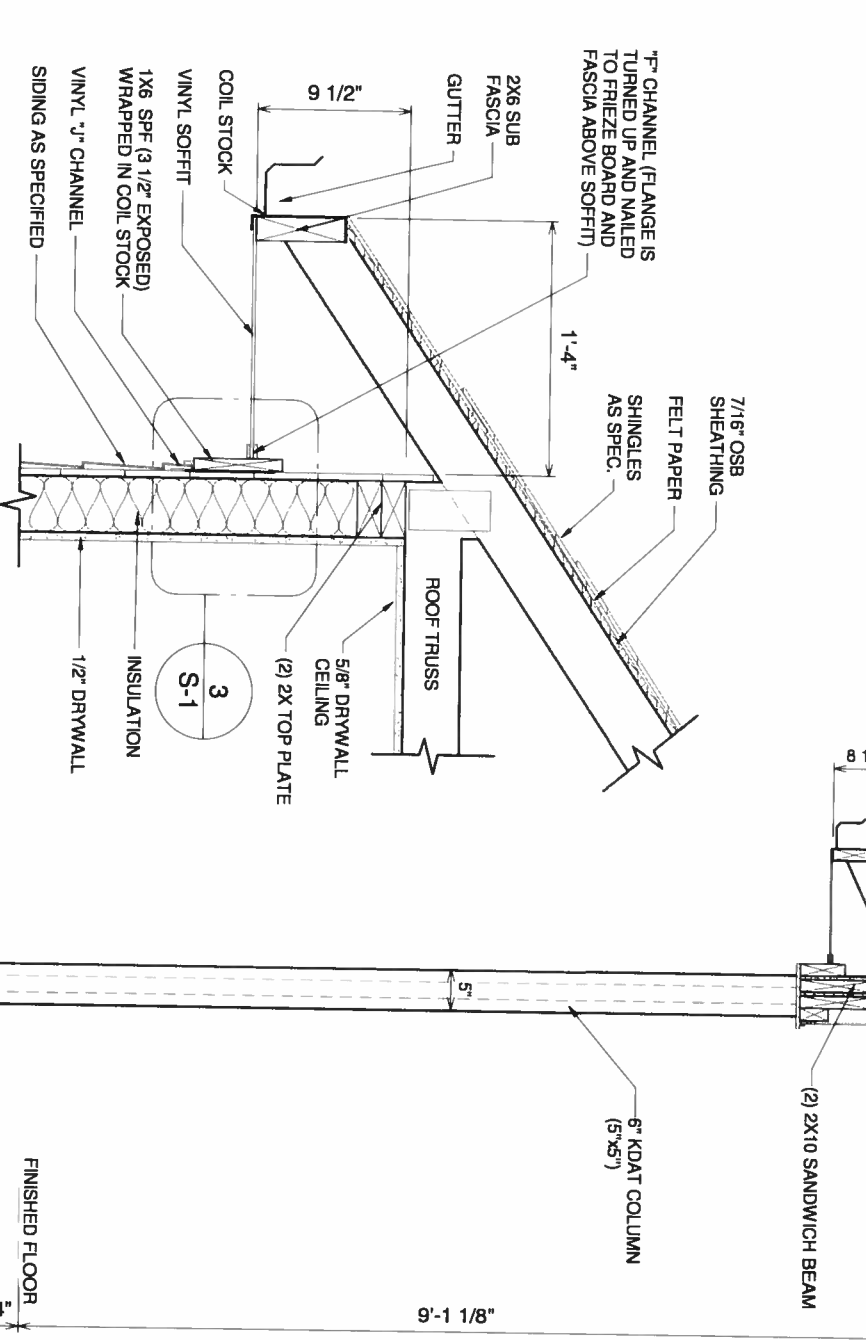 "F" CHANNEL (FLANGE IS
TURNED UP AND NAILED
TO FRIEZE BOARD AND
FASCIA ABOVE SOFFIT)
2X6 SUB
FASCIA
GUTTER
9 1/2"
COIL STOCK
VINYL SOFFIT
1X6 SPF (3 1/2" EXPOSED)
WRAPPED IN COIL STOCK
VINYL "J" CHANNEL
SIDING AS SPECIFIED
1'-4"
7/16" OSB
SHEATHING
FELT PAPER
SHINGLES
AS SPEC.
ROOF TRUSS
5/8" DRYWALL
CEILING
(2) 2X TOP PLATE
3
S-1
INSULATION
1/2" DRYWALL
8 1
5"
(2) 2X10 SANDWICH BEAM
6" KDAT COLUMN
(5"x5")
FINISHED FLOOR
9'-1 1/8"